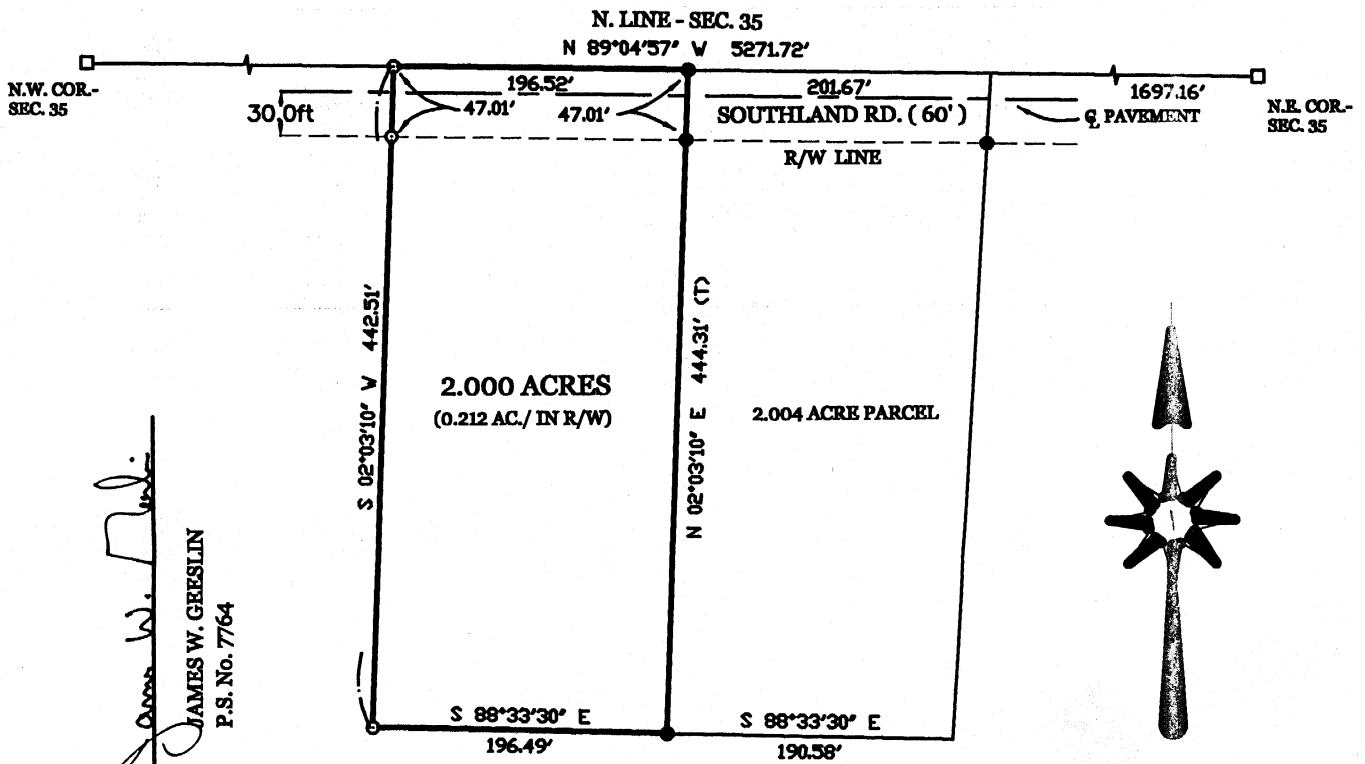 N. LINE - SEC. 35
N 89°04'57" W 5271.72'
N.W. COR.-
SEC. 35
196.52'
201.67'
1697.16'
N.E. COR.-
SEC. 35
30.0ft
47.01'
47.01'
SOUTHLAND RD. ( 60' )
℄ PAVEMENT
R/W LINE
S 02°03'10" W 442.51'
2.000 ACRES
(0.212 AC./ IN R/W)
N 02°03'10" E 444.31' (T)
2.004 ACRE PARCEL
JAMES W. GEESLIN
P.S. No. 7764
S 88°33'30" E
196.49'
S 88°33'30" E
190.58'